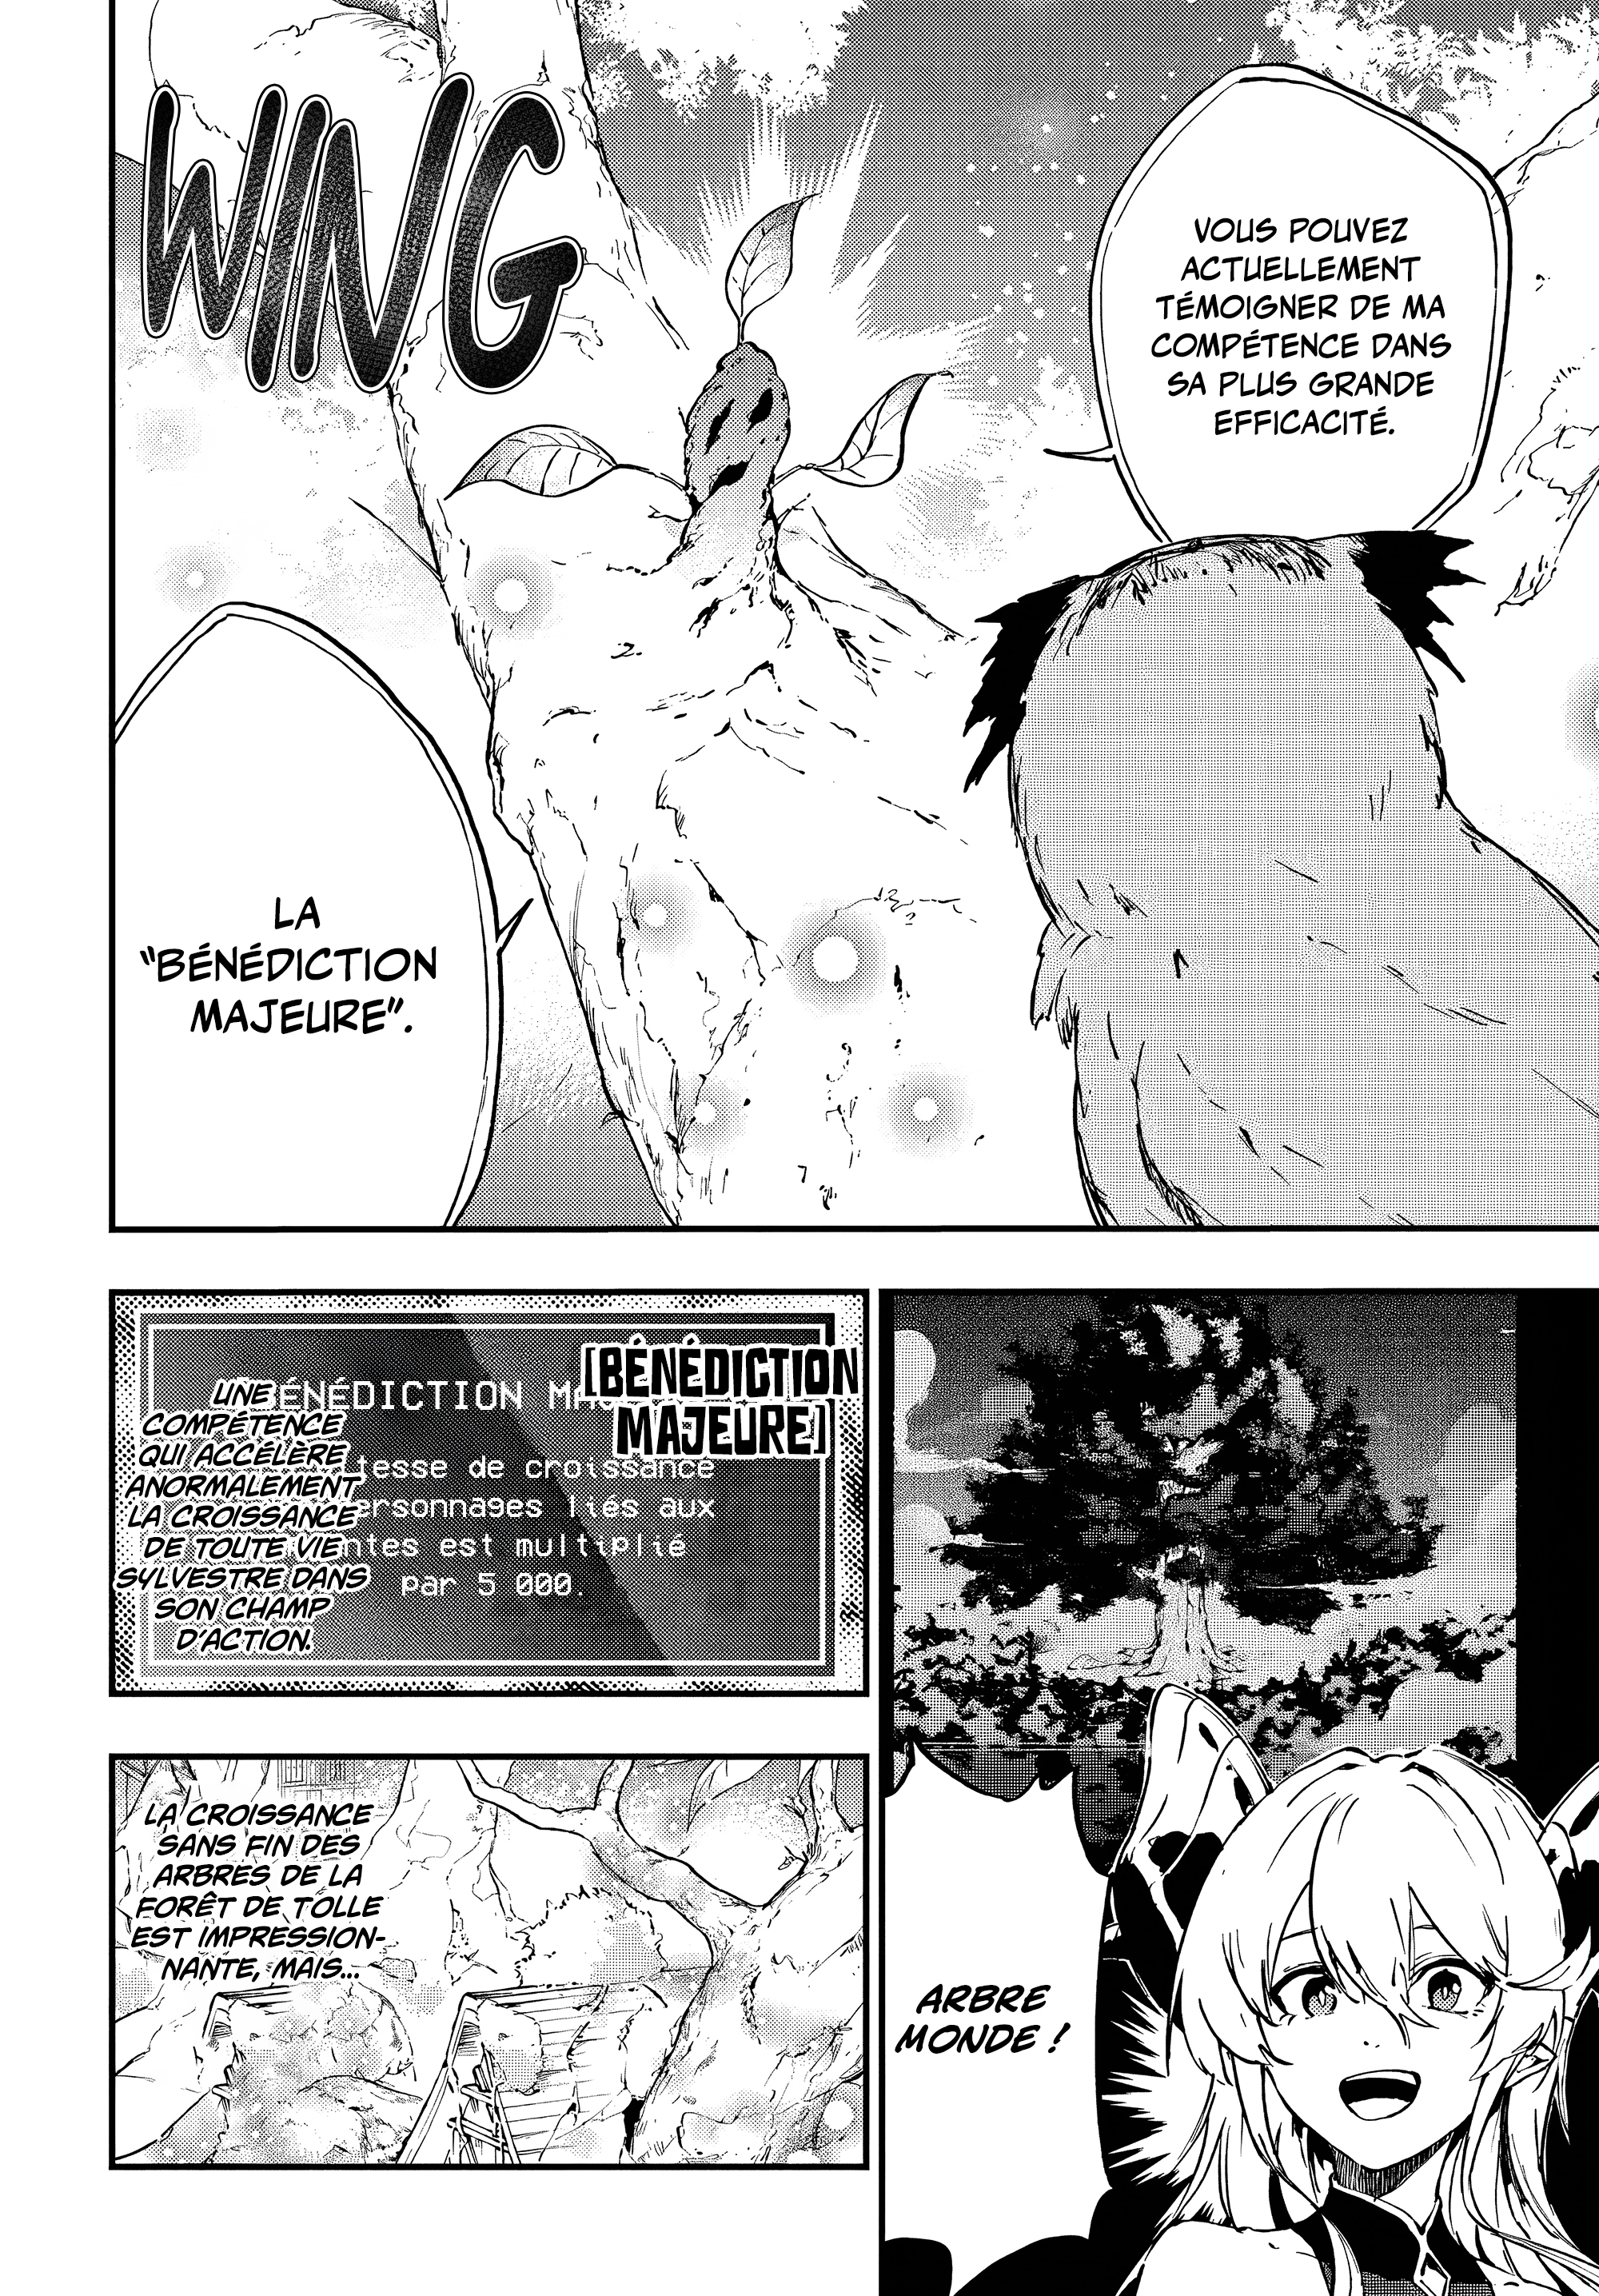 VOUS POUVEZ
ACTUELLEMENT
TÉMOIGNER DE MA
COMPÉTENCE DANS
SA PLUS GRANDE
EFFICACITÉ.
WING
LA
"BÉNÉDICTION
MAJEURE".
ARBRE
MONDE !
[BÉNÉDICTION
MAJEURE]
BÉNÉDICTION
de croissance
liés aux
est multiplié
par 5 000.
UNE
COMPÉTENCE
QUI ACCÉLÈRE
ANORMALEMENT
LA CROISSANCE
DE TOUTE VIE
SYLVESTRE DANS
SON CHAMP
D'ACTION.
LA CROISSANCE
SANS FIN DES
ARBRES DE LA
FORÊT DE TOLLE
EST IMPRESSION-
NANTE, MAIS...